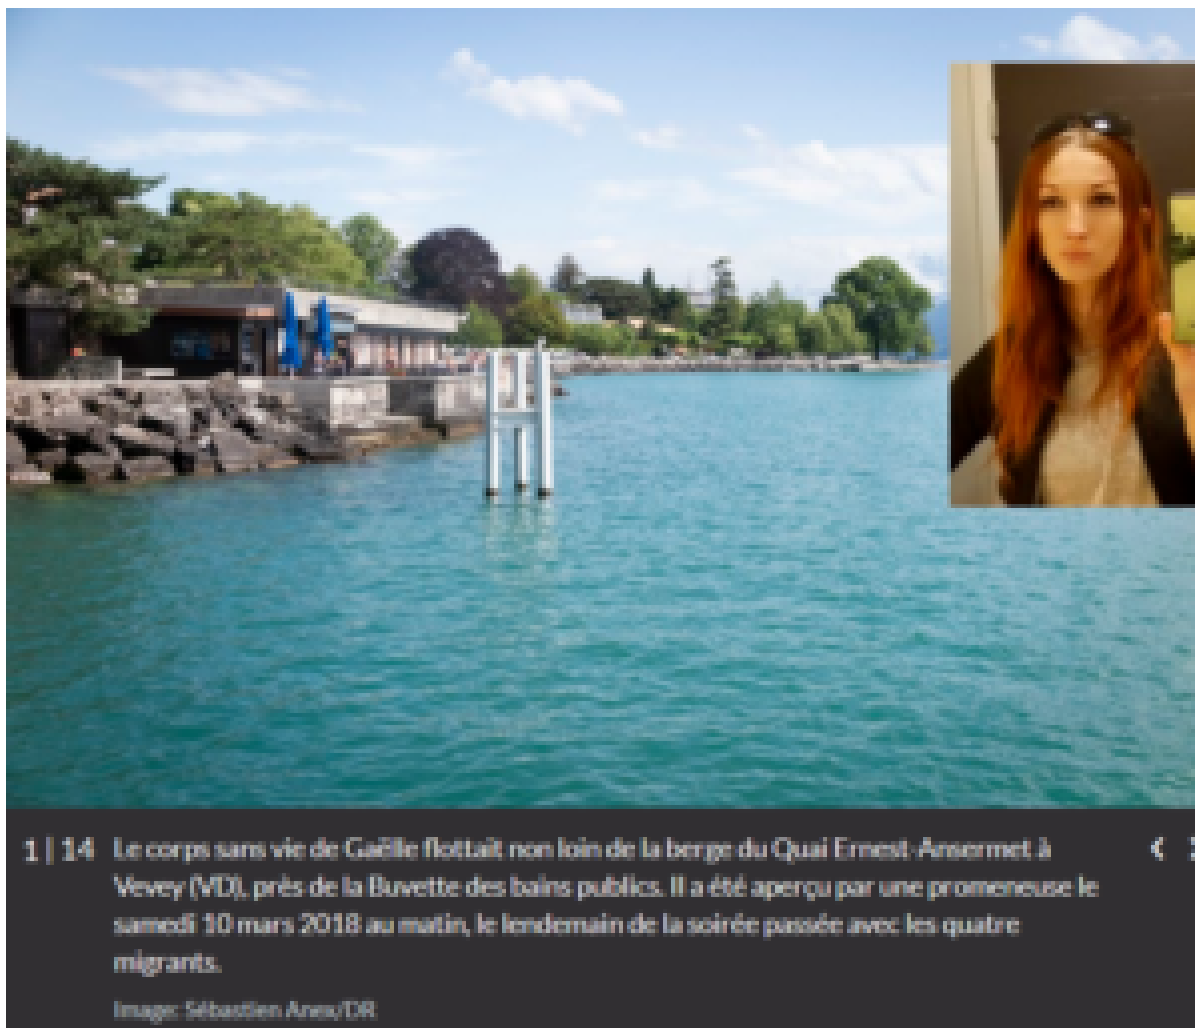 1 | 14 Le corps sans vie de Gaëlle flottait non loin de la berge du Quai Ernest-Ansermet à
Vevey (VD), près de la Buvette des bains publics. Il a été aperçu par une promeneuse le
samedi 10 mars 2018 au matin, le lendemain de la soirée passée avec les quatre
migrants.
Image: Sébastien Anex/DR